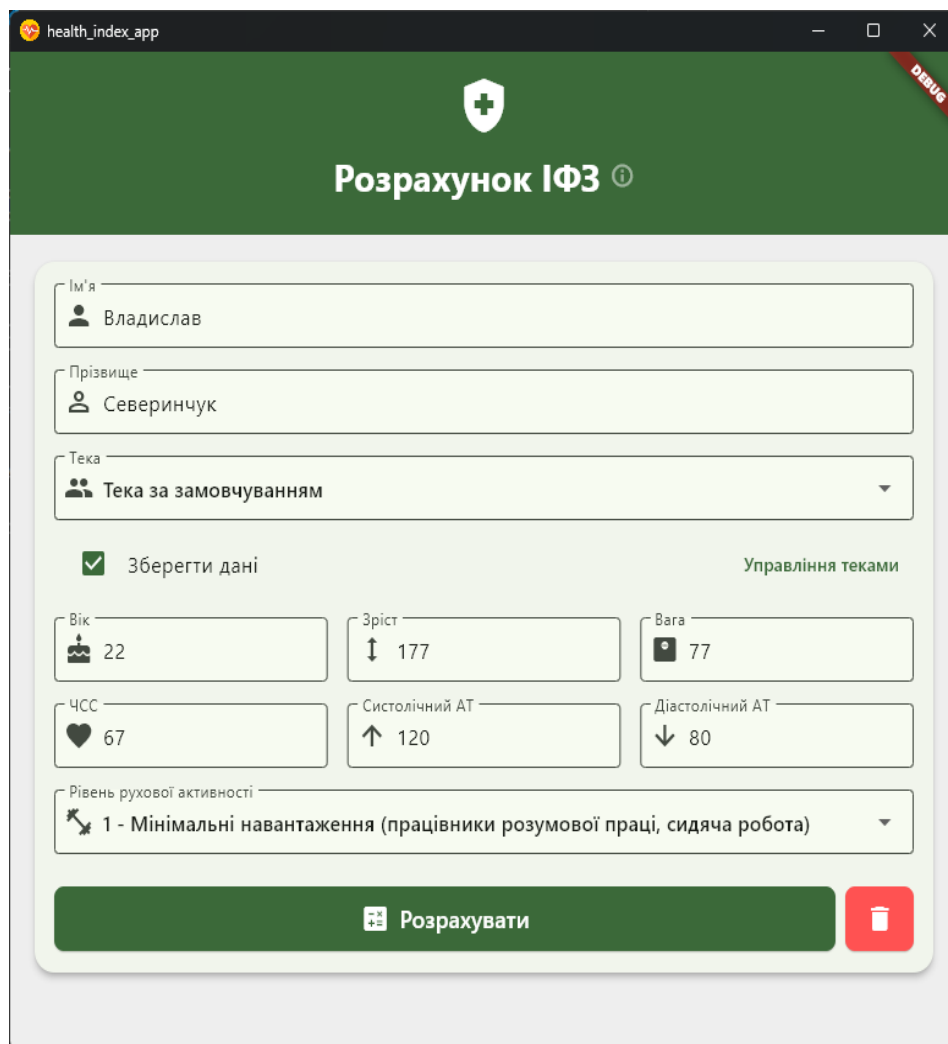 health_index_app
DEBUG
Розрахунок ІФЗ
Ім'я
Владислав
Прізвище
Северинчук
Тека
Тека за замовчуванням
Зберегти дані Управління теками
Вік Зріст Вага
22 177 77
ЧСС Систолічний АТ Діастолічний АТ
67 120 80
Рівень рухової активності
1 - Мінімальні навантаження (працівники розумової праці, сидяча робота)
Розрахувати